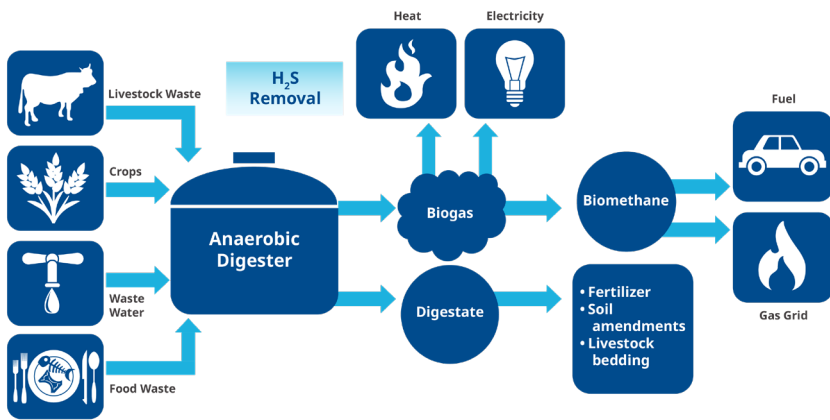 Heat
Electricity
H₂S
Removal
Livestock Waste
Fuel
Crops
Biomethane
Biogas
Anaerobic
Digester
Waste
Water
Digestate
• Fertilizer
• Soil
amendments
• Livestock
bedding
Gas Grid
Food Waste